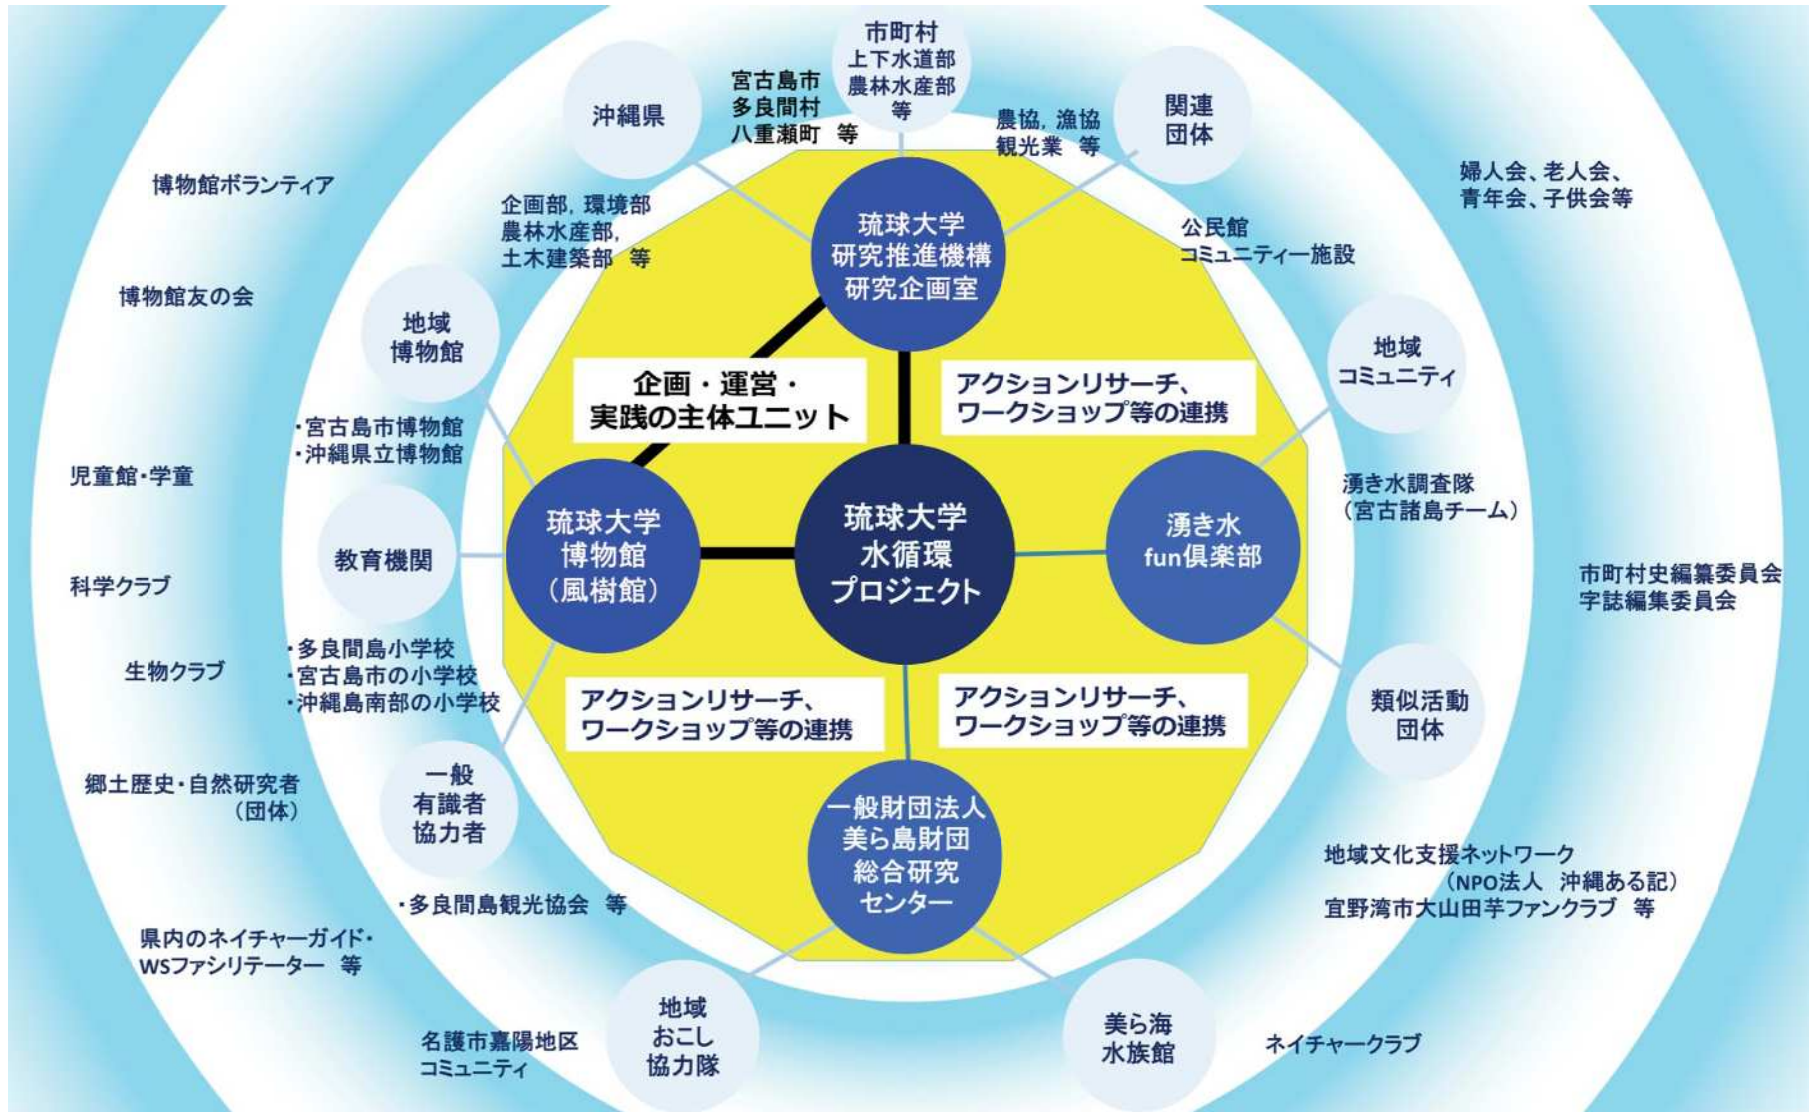 市町村
上下水道部
農林水産部
等
宮古島市
多良間村
八重瀬町　等
沖縄県
農協, 漁協
観光業　等
関連
団体
博物館ボランティア
婦人会、老人会、
青年会、子供会等
企画部, 環境部
農林水産部,
土木建築部　等
琉球大学
研究推進機構
研究企画室
公民館
コミュニティー施設
博物館友の会
地域
博物館
地域
コミュニティ
企画・運営・
実践の主体ユニット
アクションリサーチ、
ワークショップ等の連携
・宮古島市博物館
・沖縄県立博物館
児童館・学童
湧き水調査隊
（宮古諸島チーム）
教育機関
琉球大学
博物館
（風樹館）
琉球大学
水循環
プロジェクト
湧き水
fun倶楽部
科学クラブ
市町村史編纂委員会
字誌編集委員会
・多良間島小学校
・宮古島市の小学校
・沖縄島南部の小学校
生物クラブ
アクションリサーチ、
ワークショップ等の連携
アクションリサーチ、
ワークショップ等の連携
類似活動
団体
郷土歴史・自然研究者
（団体）
一般
有識者
協力者
一般財団法人
美ら島財団
総合研究
センター
地域文化支援ネットワーク
（NPO法人　沖縄ある記）
宜野湾市大山田芋ファンクラブ　等
・多良間島観光協会　等
県内のネイチャーガイド・
WSファシリテーター　等
名護市嘉陽地区
コミュニティ
地域
おこし
協力隊
美ら海
水族館
ネイチャークラブ